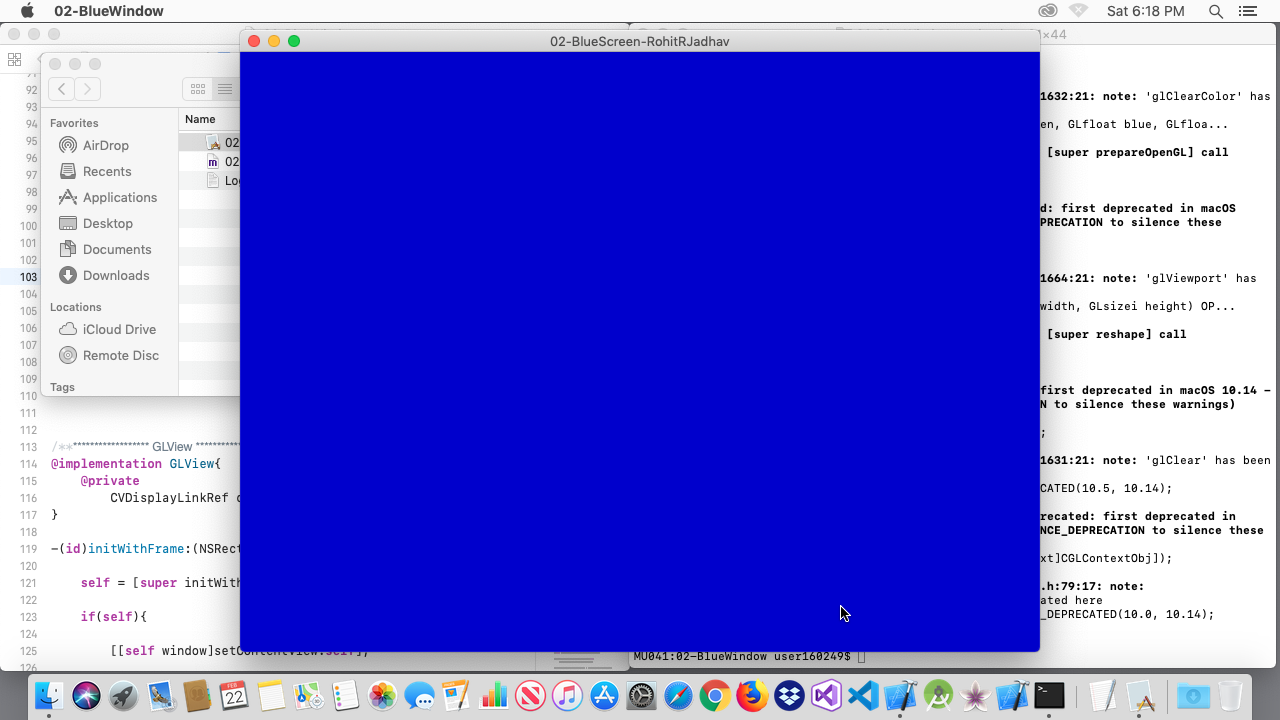 02-BlueWindow
Sat 6:18 PM
02-BlueScreen-RohitRJadhav
×44
Favorites
AirDrop
Recents
Applications
Desktop
Documents
Downloads
Locations
iCloud Drive
Remote Disc
Tags
Name
02
02
Lo
92
93
94
95
96
97
98
99
100
101
102
103
104
105
106
107
108
109
110
111
112
113 /******************** GLView
114 @implementation GLView{
115 @private
116 CVDisplayLinkRef
117 }
118
119 -(id)initWithFrame:(NSRect
120
121 self = [super initWith
122
123 if(self){
124
125 [[self window]setContentView:self];
126
1632:21: note: 'glClearColor' has
en, GLfloat blue, GLfloa...
[super prepareOpenGL] call
d: first deprecated in macOS
PRECATION to silence these
1664:21: note: 'glViewport' has
width, GLsizei height) OP...
[super reshape] call
first deprecated in macOS 10.14 -
N to silence these warnings)
;
1631:21: note: 'glClear' has been
CATED(10.5, 10.14);
recated: first deprecated in
NCE_DEPRECATION to silence these
xt]CGLContextObj]);
.h:79:17: note:
ated here
_DEPRECATED(10.0, 10.14);
MU041:02-BlueWindow user160249$
FEB
22